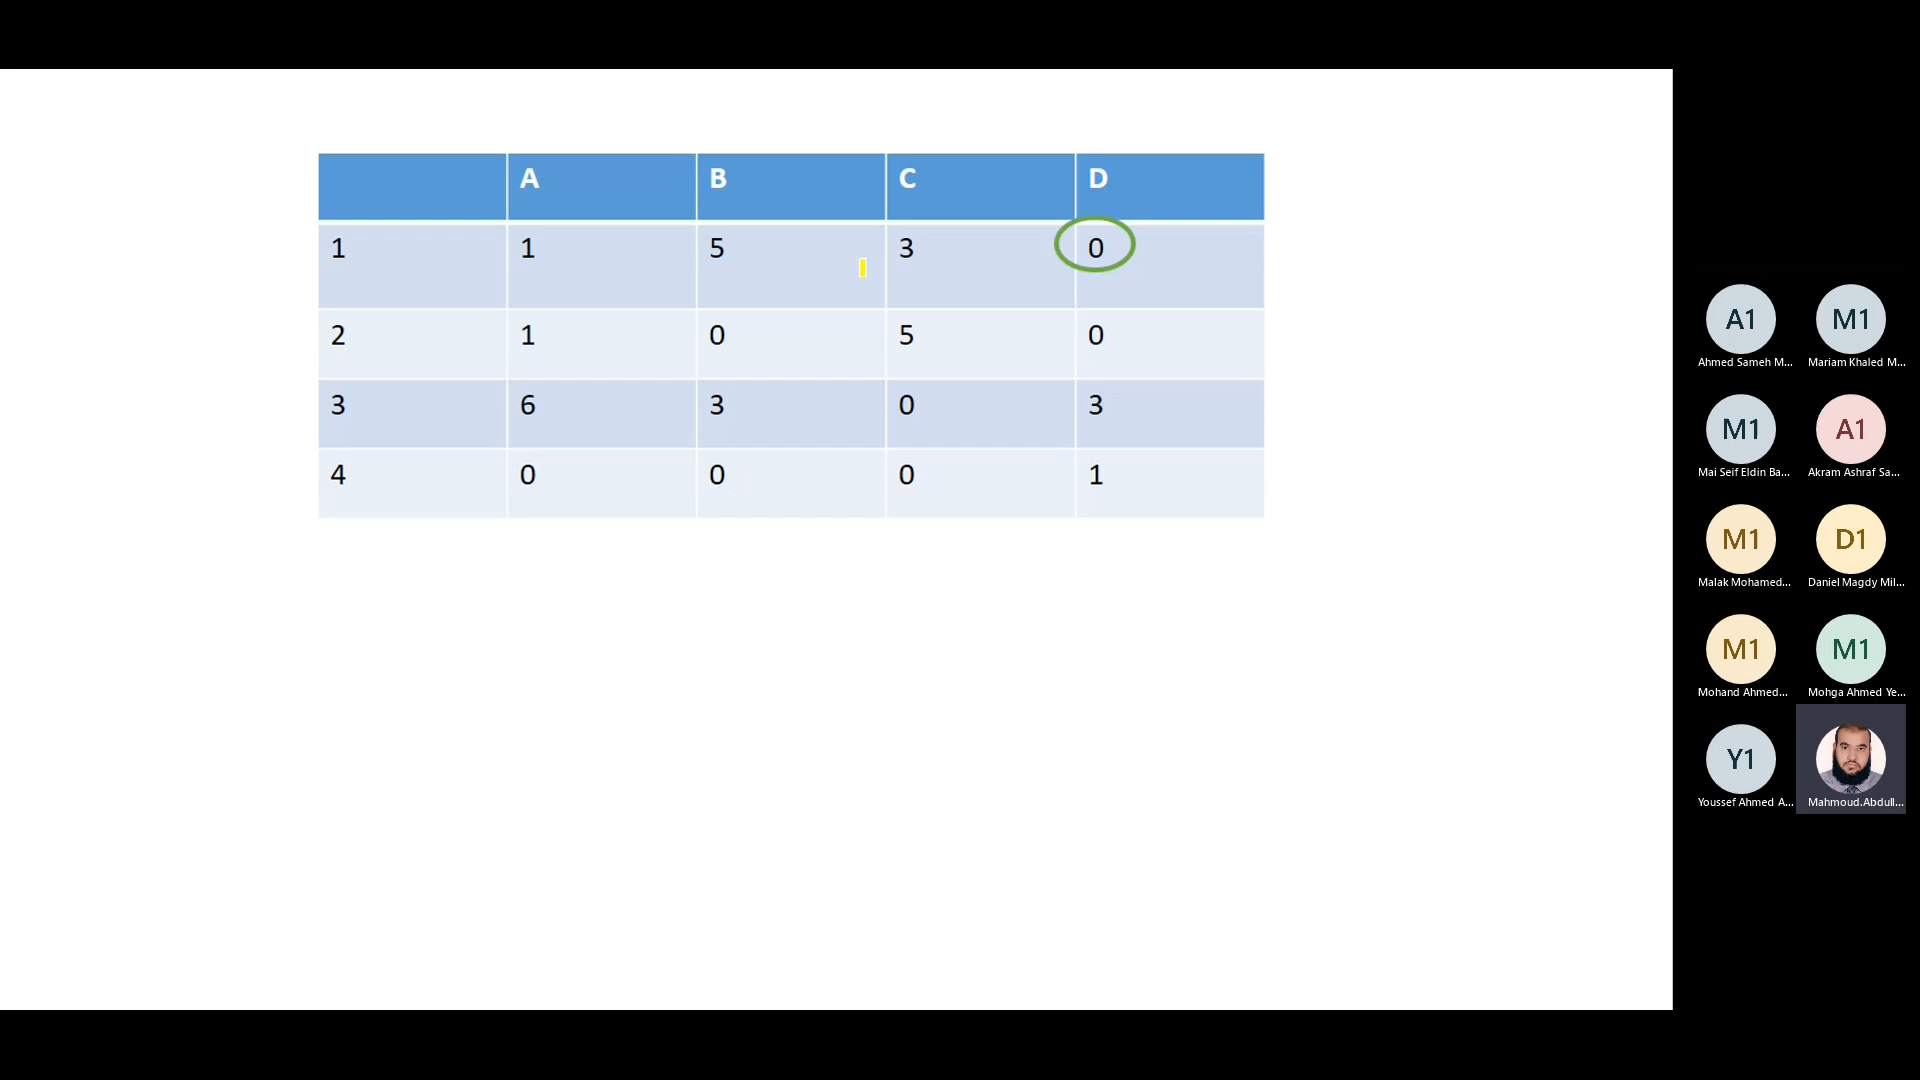 A B C D
1 1 5 3 0
2 1 0 5 0
3 6 3 0 3
4 0 0 0 1
A1 M1
Ahmed Sameh M... Mariam Khaled M...
M1 A1
Mai Seif Eldin Ba... Akram Ashraf Sa...
M1 D1
Malak Mohamed... Daniel Magdy Mil...
M1 M1
Mohand Ahmed... Mohga Ahmed Ye...
Y1
Youssef Ahmed A... Mahmoud.Abdull...